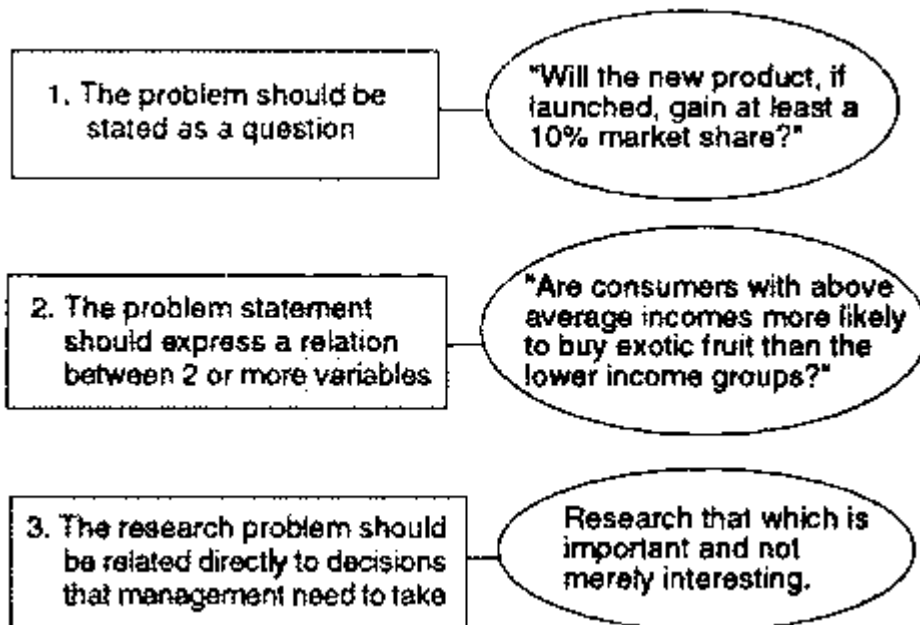 1. The problem should be
stated as a question
"Will the new product, if
launched, gain at least a
10% market share?"
2. The problem statement
should express a relation
between 2 or more variables
"Are consumers with above
average incomes more likely
to buy exotic fruit than the
lower income groups?"
3. The research problem should
be related directly to decisions
that management need to take
Research that which is
important and not
merely interesting.